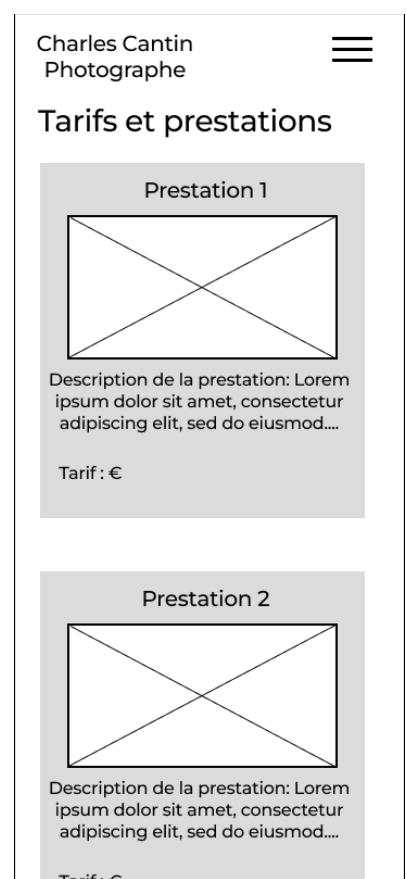 Charles Cantin
Photographe
Tarifs et prestations
Prestation 1
Description de la prestation: Lorem
ipsum dolor sit amet, consectetur
adipiscing elit, sed do eiusmod....
Tarif : €
Prestation 2
Description de la prestation: Lorem
ipsum dolor sit amet, consectetur
adipiscing elit, sed do eiusmod....
Tarif : €